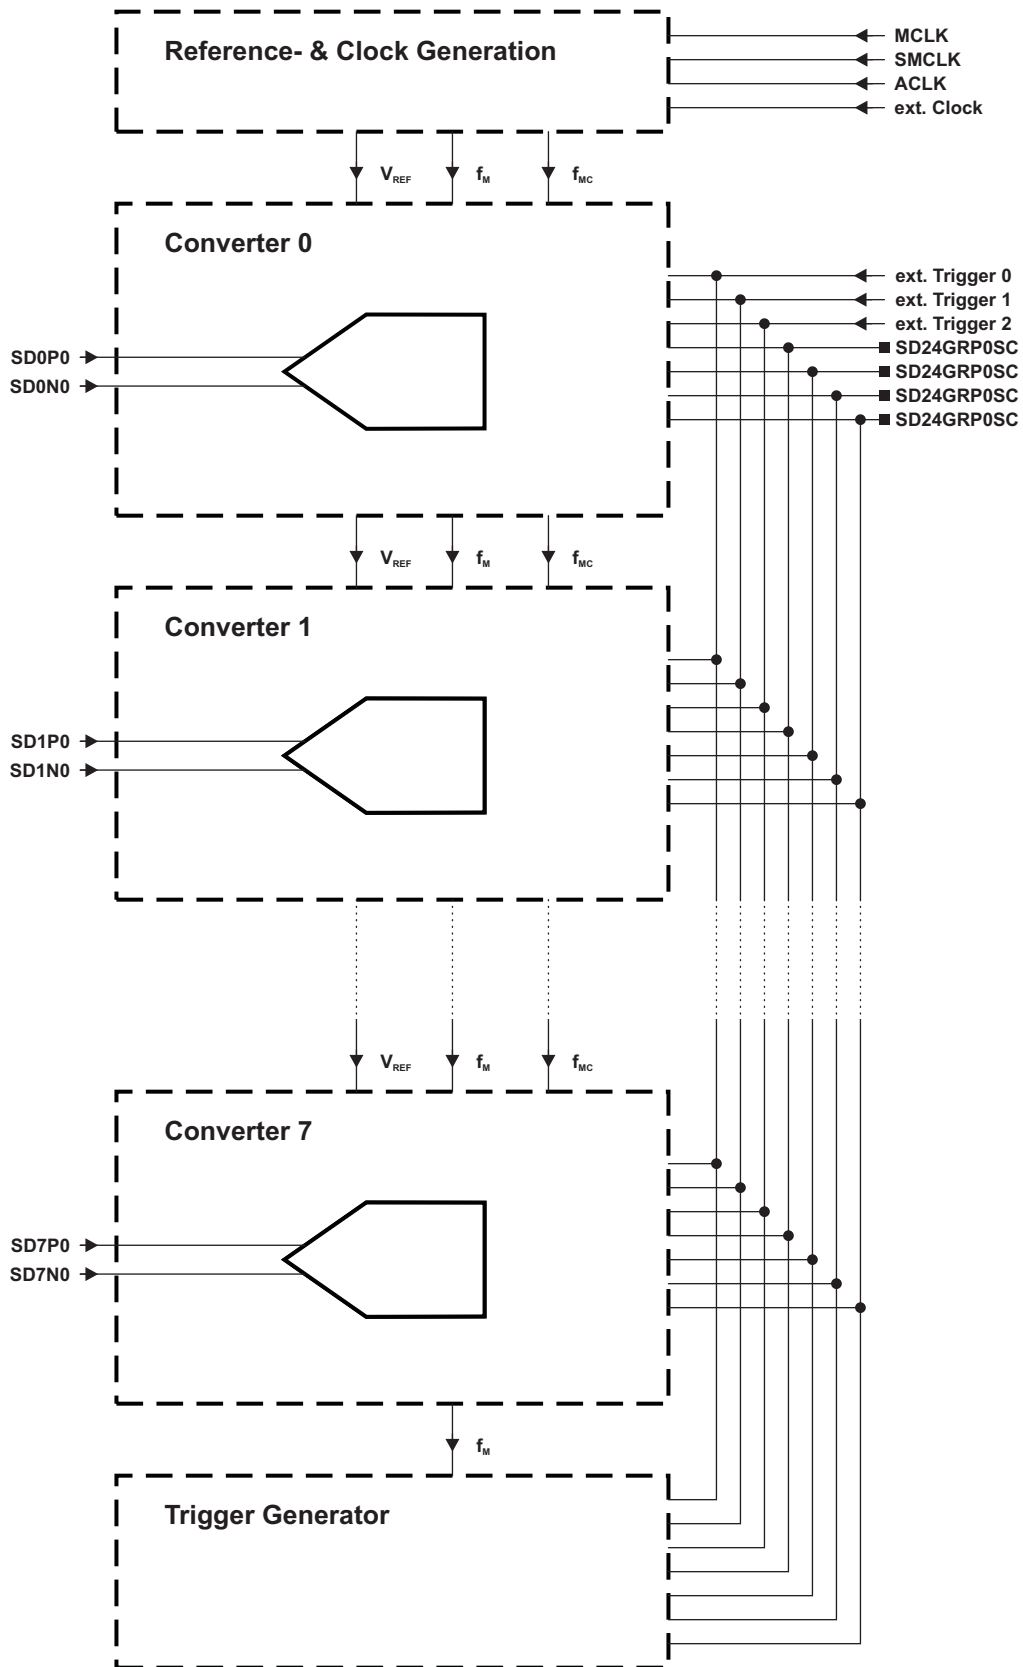 Reference- & Clock Generation
MCLK
SMCLK
ACLK
ext. Clock
VREF fM fMC
Converter 0
ext. Trigger 0
ext. Trigger 1
ext. Trigger 2
SD24GRP0SC
SD24GRP0SC
SD24GRP0SC
SD24GRP0SC
SD0P0
SD0N0
VREF fM fMC
Converter 1
SD1P0
SD1N0
VREF fM fMC
Converter 7
SD7P0
SD7N0
fM
Trigger Generator